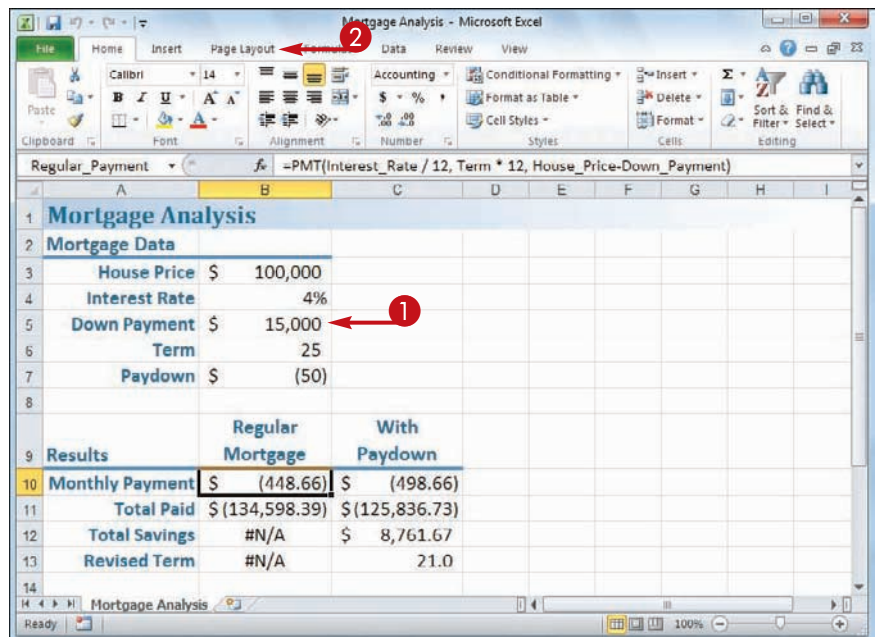 Mortgage Analysis - Microsoft Excel
2
File Home Insert Page Layout Formulas Data Review View
Calibri 14 Accounting Conditional Formatting Insert Σ
Paste B I U A A $ % , Format as Table Delete Sort & Filter Find & Select
A .00 .0 Cell Styles Format
Clipboard Font Alignment Number Styles Cells Editing
Regular_Payment fx =PMT(Interest_Rate / 12, Term * 12, House_Price-Down_Payment)
A B C D E F G H I
1 Mortgage Analysis
2 Mortgage Data
3 House Price $ 100,000
4 Interest Rate 4%
5 Down Payment $ 15,000 1
6 Term 25
7 Paydown $ (50)
8
9 Results Regular Mortgage With Paydown
10 Monthly Payment $ (448.66) $ (498.66)
11 Total Paid $(134,598.39) $(125,836.73)
12 Total Savings #N/A $ 8,761.67
13 Revised Term #N/A 21.0
14
Mortgage Analysis
Ready 100%